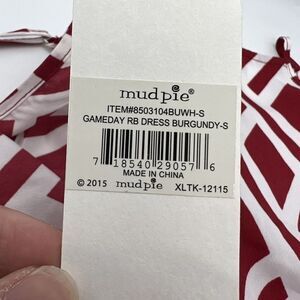 mud pie
ITEM#8503104BUWH-S
GAMEDAY RB DRESS BURGUNDY-S
7 18540 29057 6
MADE IN CHINA
© 2015 mud pie XLTK-12115